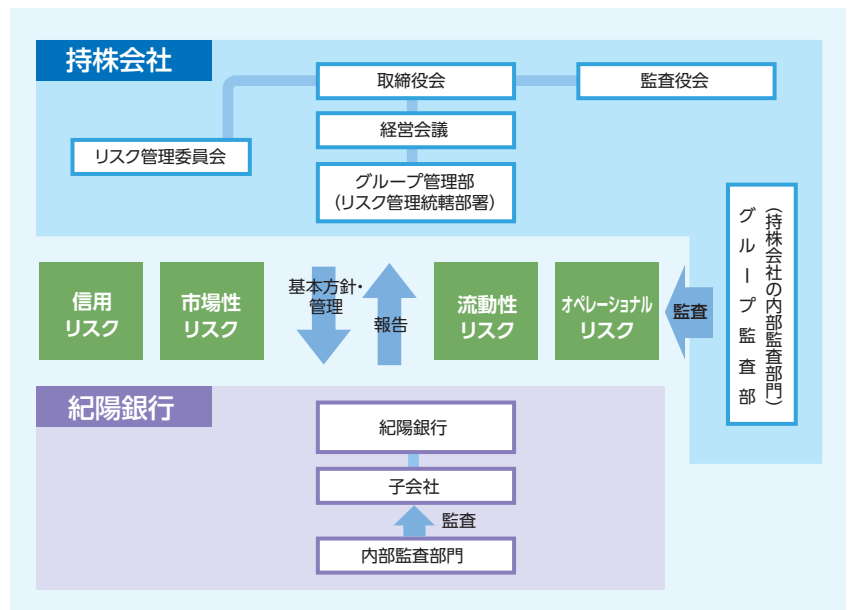 持株会社
取締役会
監査役会
経営会議
リスク管理委員会
グループ管理部
（リスク管理統轄部署）
グループ監査部
（持株会社の内部監査部門）
信用
リスク
市場性
リスク
基本方針・
管理
報告
流動性
リスク
オペレーショナル
リスク
監査
紀陽銀行
紀陽銀行
子会社
監査
内部監査部門